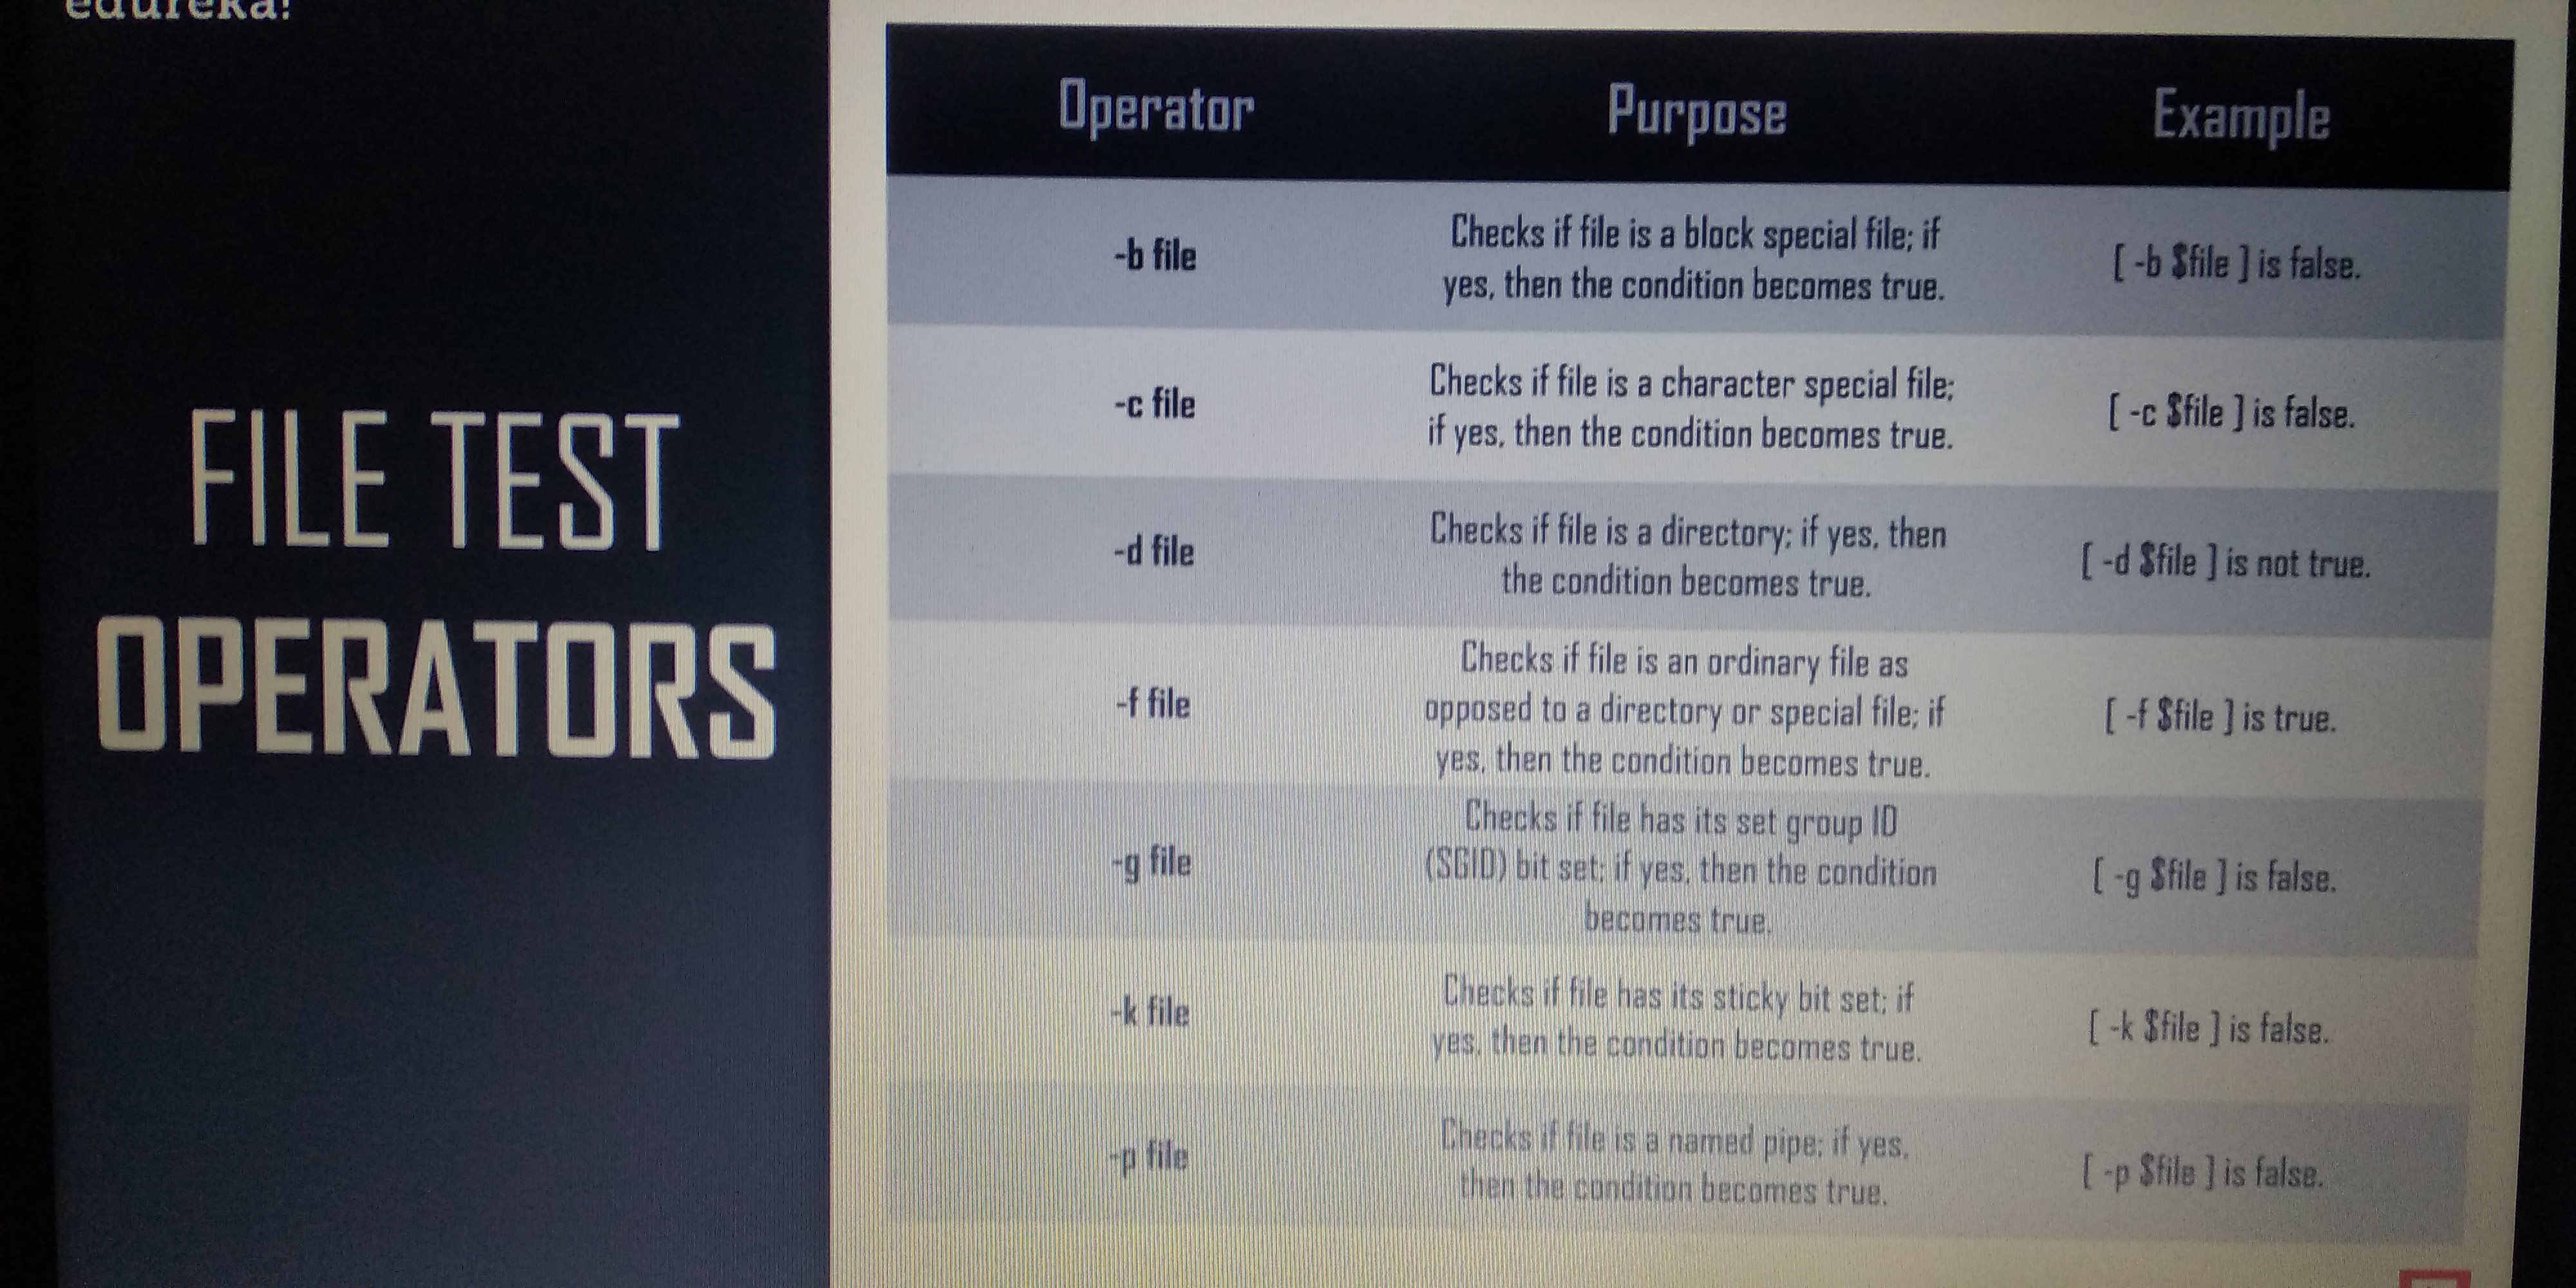 edureka!
FILE TEST
OPERATORS
Operator Purpose Example
-b file
Checks if file is a block special file; if
yes, then the condition becomes true.
[ -b $file ] is false.
-c file
Checks if file is a character special file;
if yes, then the condition becomes true.
[ -c $file ] is false.
-d file
Checks if file is a directory; if yes, then
the condition becomes true.
[ -d $file ] is not true.
-f file
Checks if file is an ordinary file as
opposed to a directory or special file; if
yes, then the condition becomes true.
[ -f $file ] is true.
-g file
Checks if file has its set group ID
(SGID) bit set; if yes, then the condition
becomes true.
[ -g $file ] is false.
-k file
Checks if file has its sticky bit set; if
yes, then the condition becomes true.
[ -k $file ] is false.
-p file
Checks if file is a named pipe; if yes,
then the condition becomes true.
[ -p $file ] is false.